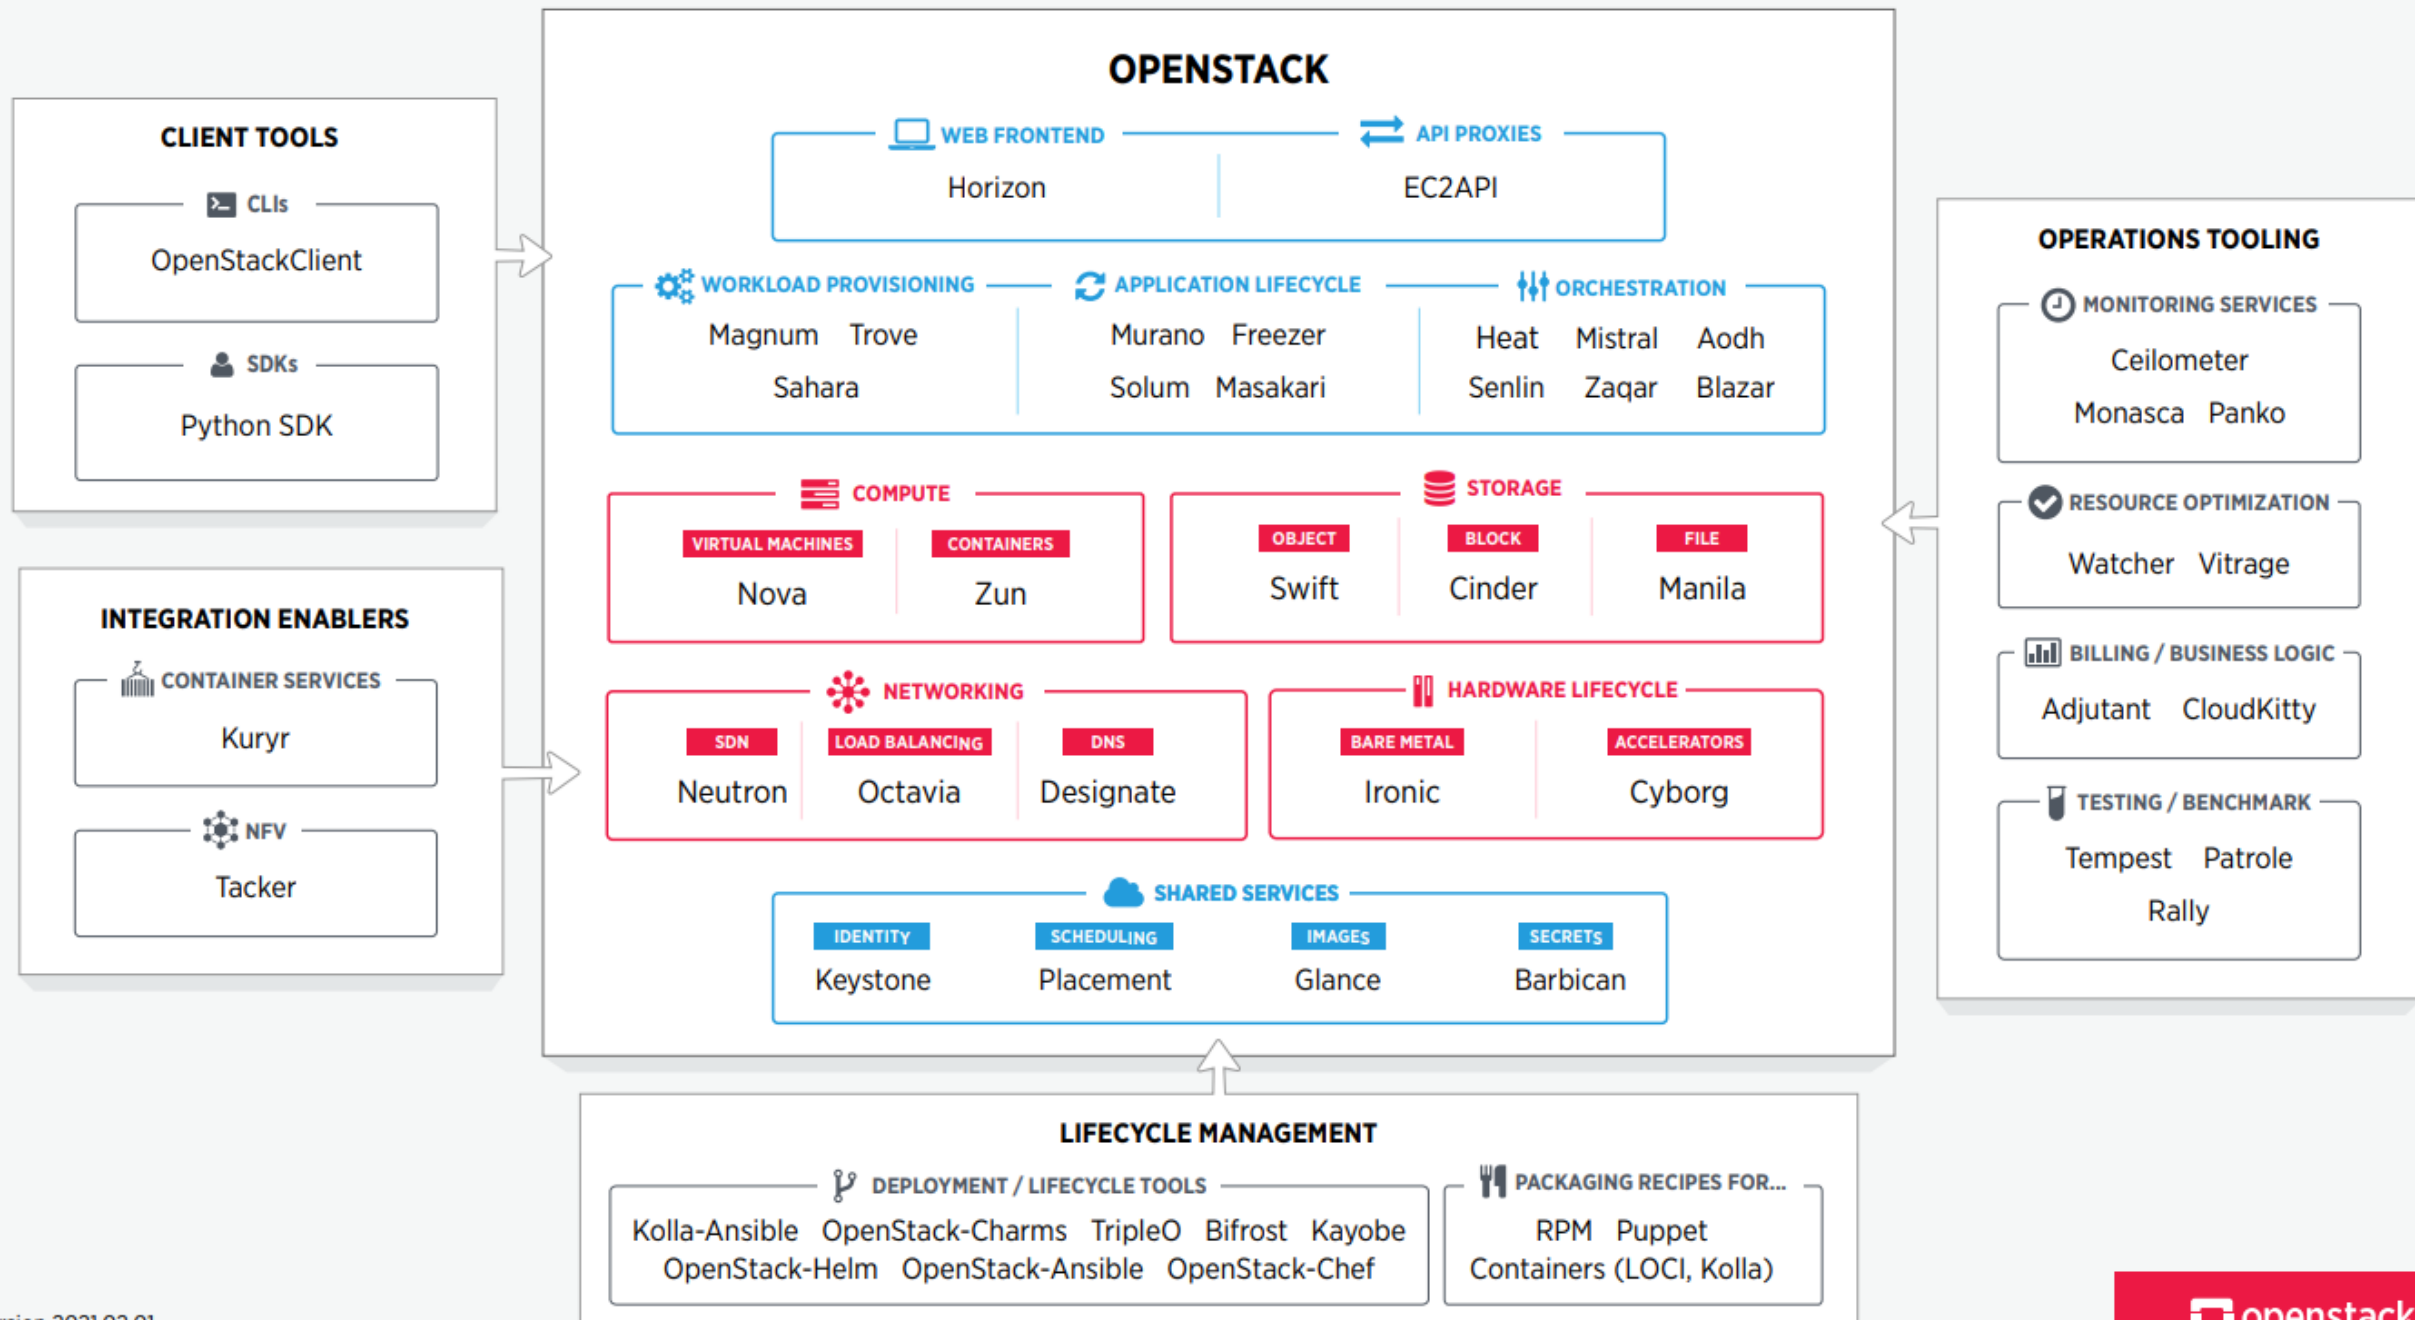 OPENSTACK
WEB FRONTEND
API PROXIES
Horizon
EC2API
WORKLOAD PROVISIONING
APPLICATION LIFECYCLE
ORCHESTRATION
Magnum Trove
Sahara
Murano Freezer
Solum Masakari
Heat Mistral Aodh
Senlin Zaqar Blazar
COMPUTE
VIRTUAL MACHINES
CONTAINERS
Nova
Zun
STORAGE
OBJECT
BLOCK
FILE
Swift
Cinder
Manila
NETWORKING
SDN
LOAD BALANCING
DNS
Neutron
Octavia
Designate
HARDWARE LIFECYCLE
BARE METAL
ACCELERATORS
Ironic
Cyborg
SHARED SERVICES
IDENTITY
SCHEDULING
IMAGES
SECRETS
Keystone
Placement
Glance
Barbican
CLIENT TOOLS
CLIs
OpenStackClient
SDKs
Python SDK
INTEGRATION ENABLERS
CONTAINER SERVICES
Kuryr
NFV
Tacker
OPERATIONS TOOLING
MONITORING SERVICES
Ceilometer
Monasca Panko
RESOURCE OPTIMIZATION
Watcher Vitrage
BILLING / BUSINESS LOGIC
Adjutant CloudKitty
TESTING / BENCHMARK
Tempest Patrole
Rally
LIFECYCLE MANAGEMENT
DEPLOYMENT / LIFECYCLE TOOLS
Kolla-Ansible OpenStack-Charms TripleO Bifrost Kayobe
OpenStack-Helm OpenStack-Ansible OpenStack-Chef
PACKAGING RECIPES FOR...
RPM Puppet
Containers (LOCI, Kolla)
openstack